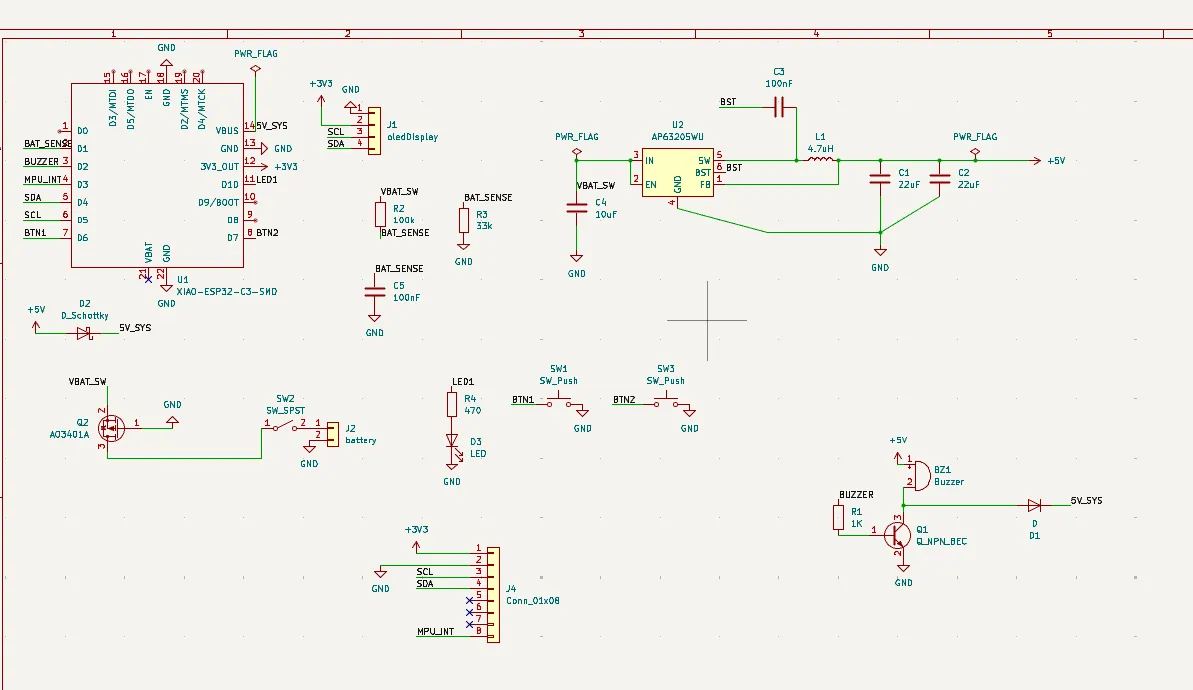 1 2 3 4 5
GND
PWR_FLAG
15 16 17 18 19 20
D3/MTDI D5/MTDO EN GND D2/MTMS D4/MTCK
1 D0
BAT_SENSE D1
BUZZER 3 D2
MPU_INT 4 D3
SDA 5 D4
SCL 6 D5
BTN1 7 D6
VBUS 14 5V_SYS
GND 13 GND
3V3_OUT 12 +3V3
D10 11 LED1
D9/BOOT 10
D8 9
D7 8 BTN2
VBAT GND
21 22
GND
U1
XIAO-ESP32-C3-SMD
+3V3
GND
1
2
SCL 3
SDA 4
J1
oledDisplay
VBAT_SW
R2
100k
BAT_SENSE
BAT_SENSE
R3
33k
GND
BAT_SENSE
C5
100nF
GND
C3
100nF
BST
PWR_FLAG
U2
AP63205WU
3 IN
2 EN
GND
4
SW 5
BST 6 BST
FB 1
L1
4.7uH
PWR_FLAG
+5V
VBAT_SW
C4
10uF
GND
C1
22uF
C2
22uF
GND
+5V
D2
D_Schottky
5V_SYS
VBAT_SW
2
Q2
AO3401A
1
3
GND
SW2
SW_SPST
1 2
1
2
J2
battery
GND
LED1
R4
470
D3
LED
GND
SW1
SW_Push
BTN1
GND
SW3
SW_Push
BTN2
GND
+5V
1
2
BZ1
Buzzer
BUZZER
R1
1K
1
3
2
Q1
Q_NPN_BEC
GND
5V_SYS
D
D1
+3V3
GND
1
2
SCL 3
SDA 4
5
6
7
MPU_INT 8
J4
Conn_01x08